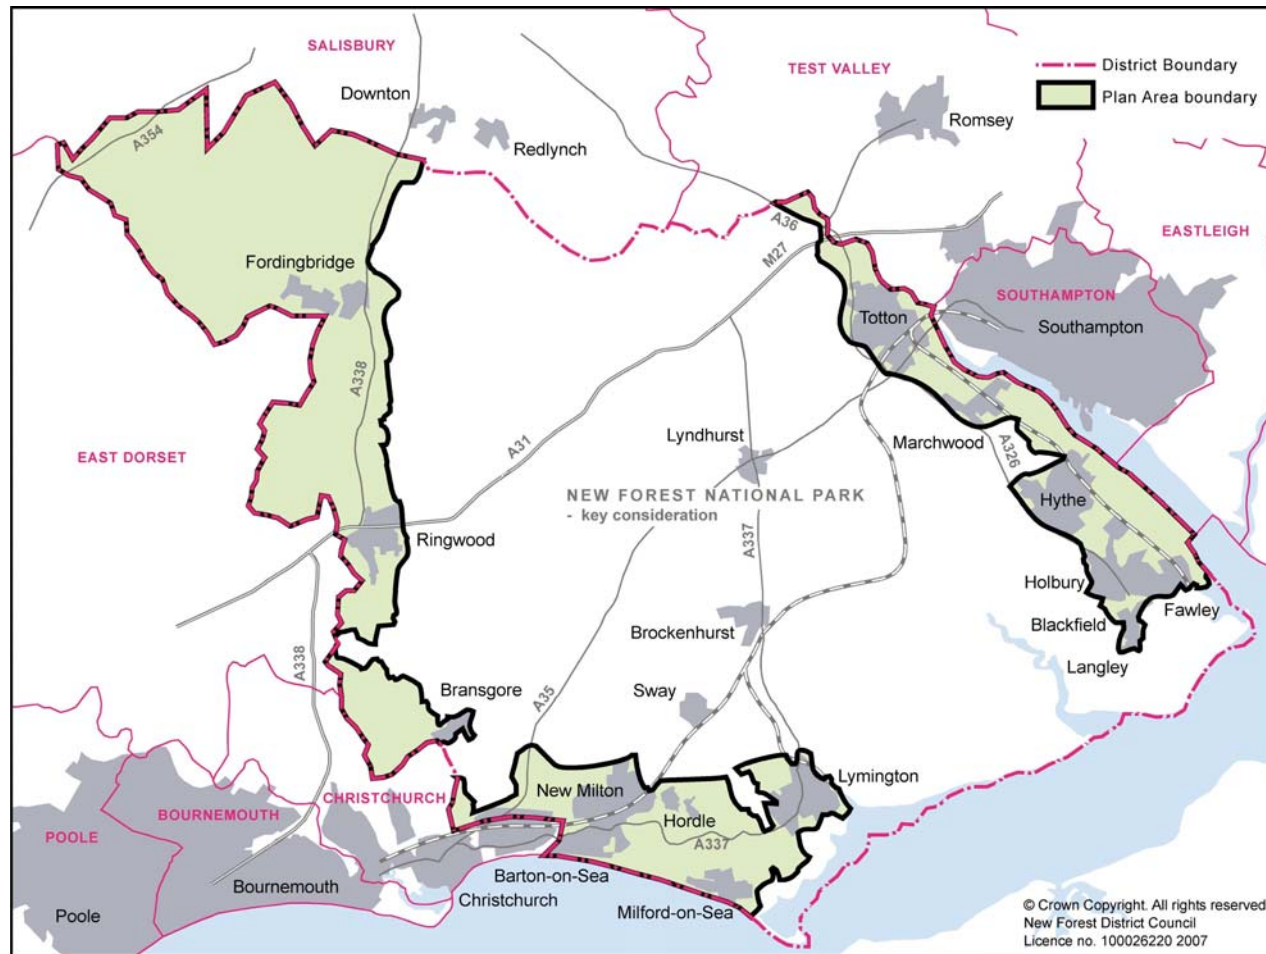 SALISBURY
TEST VALLEY
District Boundary
Plan Area boundary
Downton
Redlynch
Romsey
A354
A36
M27
EASTLEIGH
Fordingbridge
SOUTHAMPTON
Southampton
Totton
A338
A31
Lyndhurst
Marchwood
A326
EAST DORSET
NEW FOREST NATIONAL PARK
- key consideration
Hythe
A337
Ringwood
Holbury
Fawley
Blackfield
Brockenhurst
Langley
A338
Bransgore
A35
Sway
Lymington
New Milton
CHRISTCHURCH
BOURNEMOUTH
Hordle
POOLE
A337
Barton-on-Sea
Bournemouth
Christchurch
Milford-on-Sea
Poole
© Crown Copyright. All rights reserved
New Forest District Council
Licence no. 100026220 2007